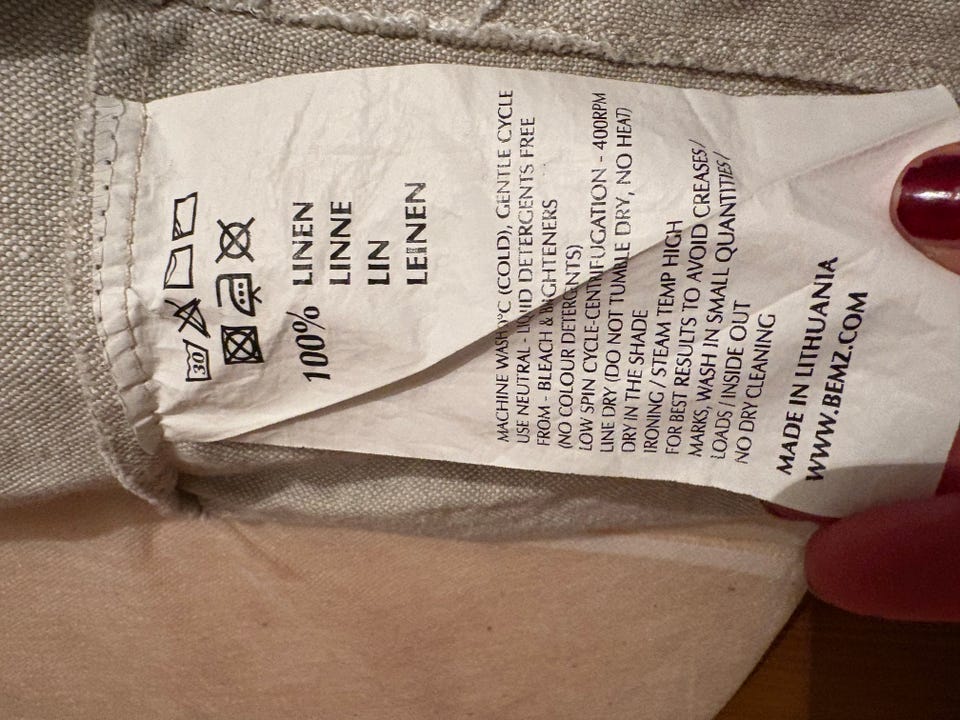 30
100% LINEN
LINNE
LIN
LEINEN
MACHINE WASH (COLD), GENTLE CYCLE
USE NEUTRAL - LIQUID DETERGENTS FREE
FROM - BLEACH & BRIGHTENERS
(NO COLOUR DETERGENTS)
LOW SPIN CYCLE-CENTRIFUGATION - 400RPM
LINE DRY (DO NOT TUMBLE DRY, NO HEAT)
DRY IN THE SHADE
IRONING / STEAM TEMP HIGH
FOR BEST RESULTS TO AVOID CREASES/
MARKS, WASH IN SMALL QUANTITIES/
LOADS / INSIDE OUT
NO DRY CLEANING
MADE IN LITHUANIA
WWW.BEMZ.COM